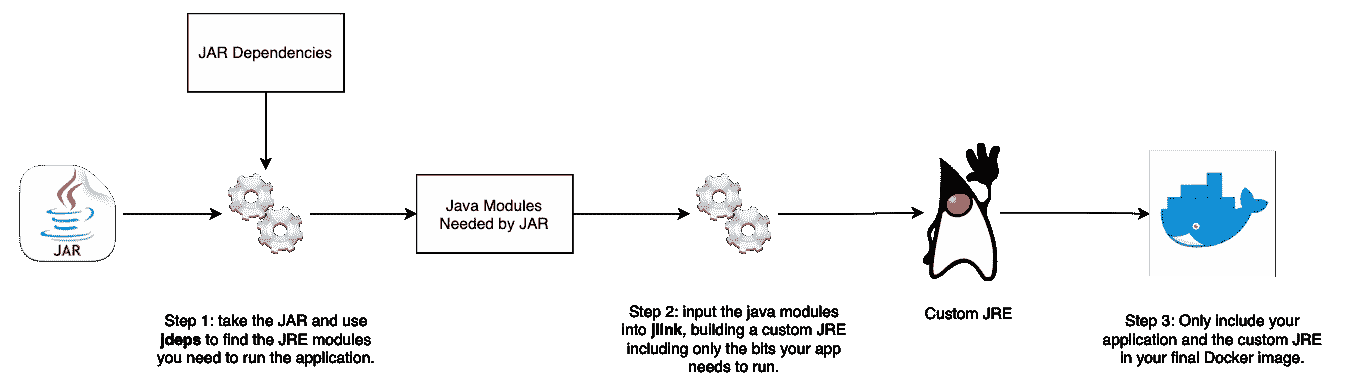 JAR Dependencies
JAR
Java Modules
Needed by JAR
Custom JRE
Step 1: take the JAR and use
jdeps to find the JRE modules
you need to run the application.
Step 2: input the java modules
into jlink, building a custom JRE
including only the bits your app
needs to run.
Step 3: Only include your
application and the custom JRE
in your final Docker image.